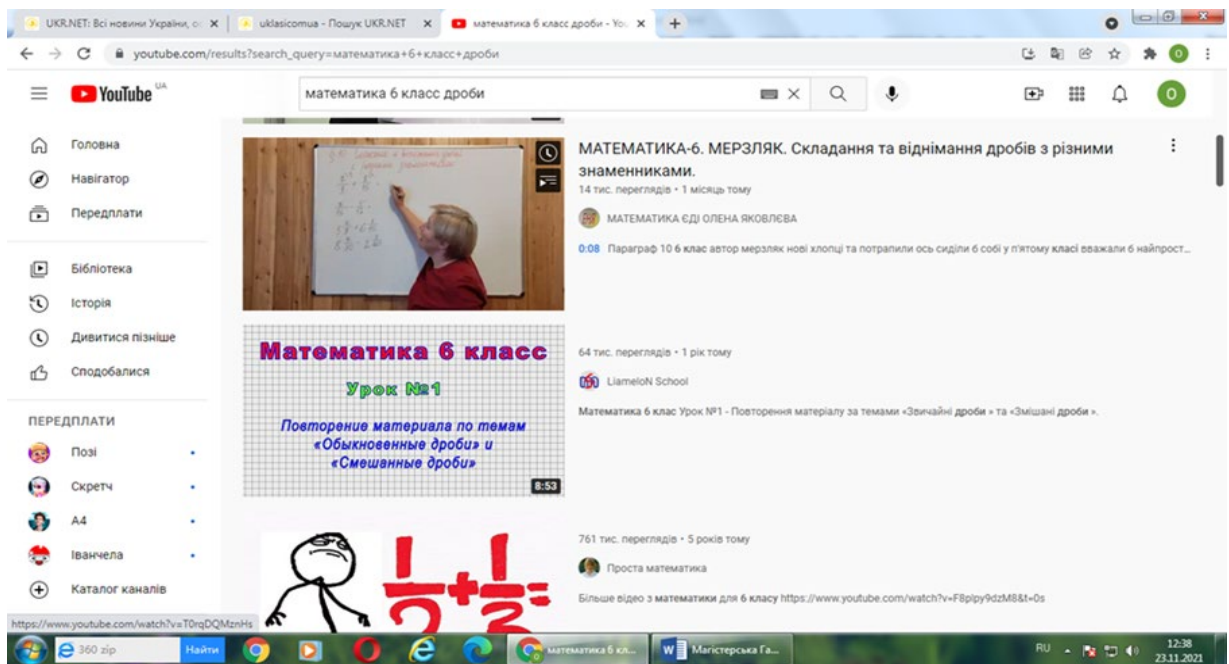 UKR.NET: Всі новини України, о
uklasicomua - Пошук UKR.NET
математика 6 класс дроби - You
youtube.com/results?search_query=математика+6+класс+дроби
YouTube UA
математика 6 класс дроби
O
O
Головна
Навігатор
Передплати
Бібліотека
Історія
Дивитися пізніше
Сподобалися
ПЕРЕДПЛАТИ
Позі
Скретч
A4
Іванчела
Каталог каналів
МАТЕМАТИКА-6. МЕРЗЛЯК. Складання та віднімання дробів з різними
знаменниками.
14 тис. переглядів • 1 місяць тому
МАТЕМАТИКА ЄДІ ОЛЕНА ЯКОВЛЄВА
0:08 Параграф 10 6 клас автор мерзляк нові хлопці та потрапили ось сиділи б собі у п'ятому класі вважали б найпрост...
Математика 6 класс
Урок №1
Повторение материала по темам
«Обыкновенные дроби» и
«Смешанные дроби»
8:53
64 тис. переглядів • 1 рік тому
LiameloN School
Математика 6 клас Урок №1 - Повторення матеріалу за темами «Звичайні дроби » та «Змішані дроби ».
1/2+1/3=
761 тис. переглядів • 5 років тому
Проста математика
Більше відео з математики для 6 класу https://www.youtube.com/watch?v=F8plpy9dzM8&t=0s
https://www.youtube.com/watch?v=T0rqDQMznHs
360 zip
Найти
математика 6 кл...
Магістерська Га...
RU
12:38
23.11.2021